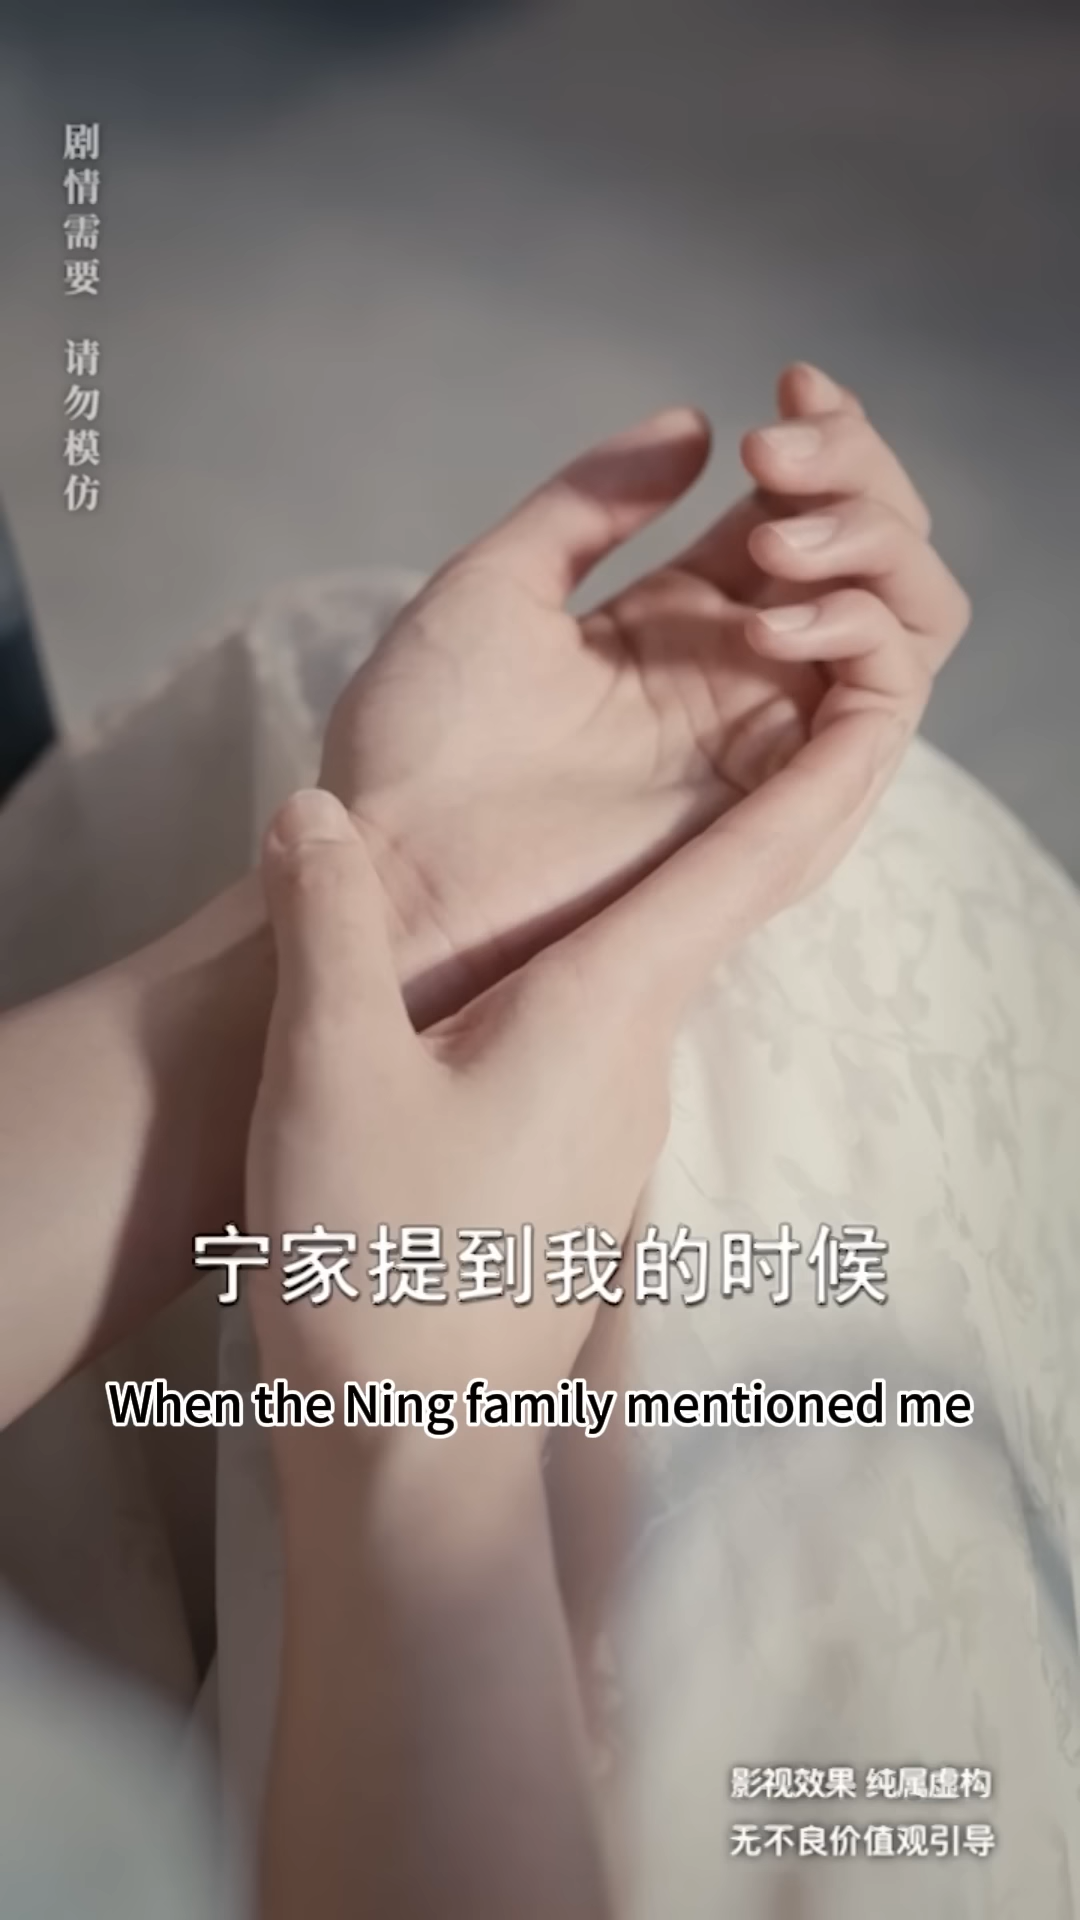 剧情需要 请勿模仿
宁家提到我的时候
When the Ning family mentioned me
影视效果 纯属虚构
无不良价值观引导